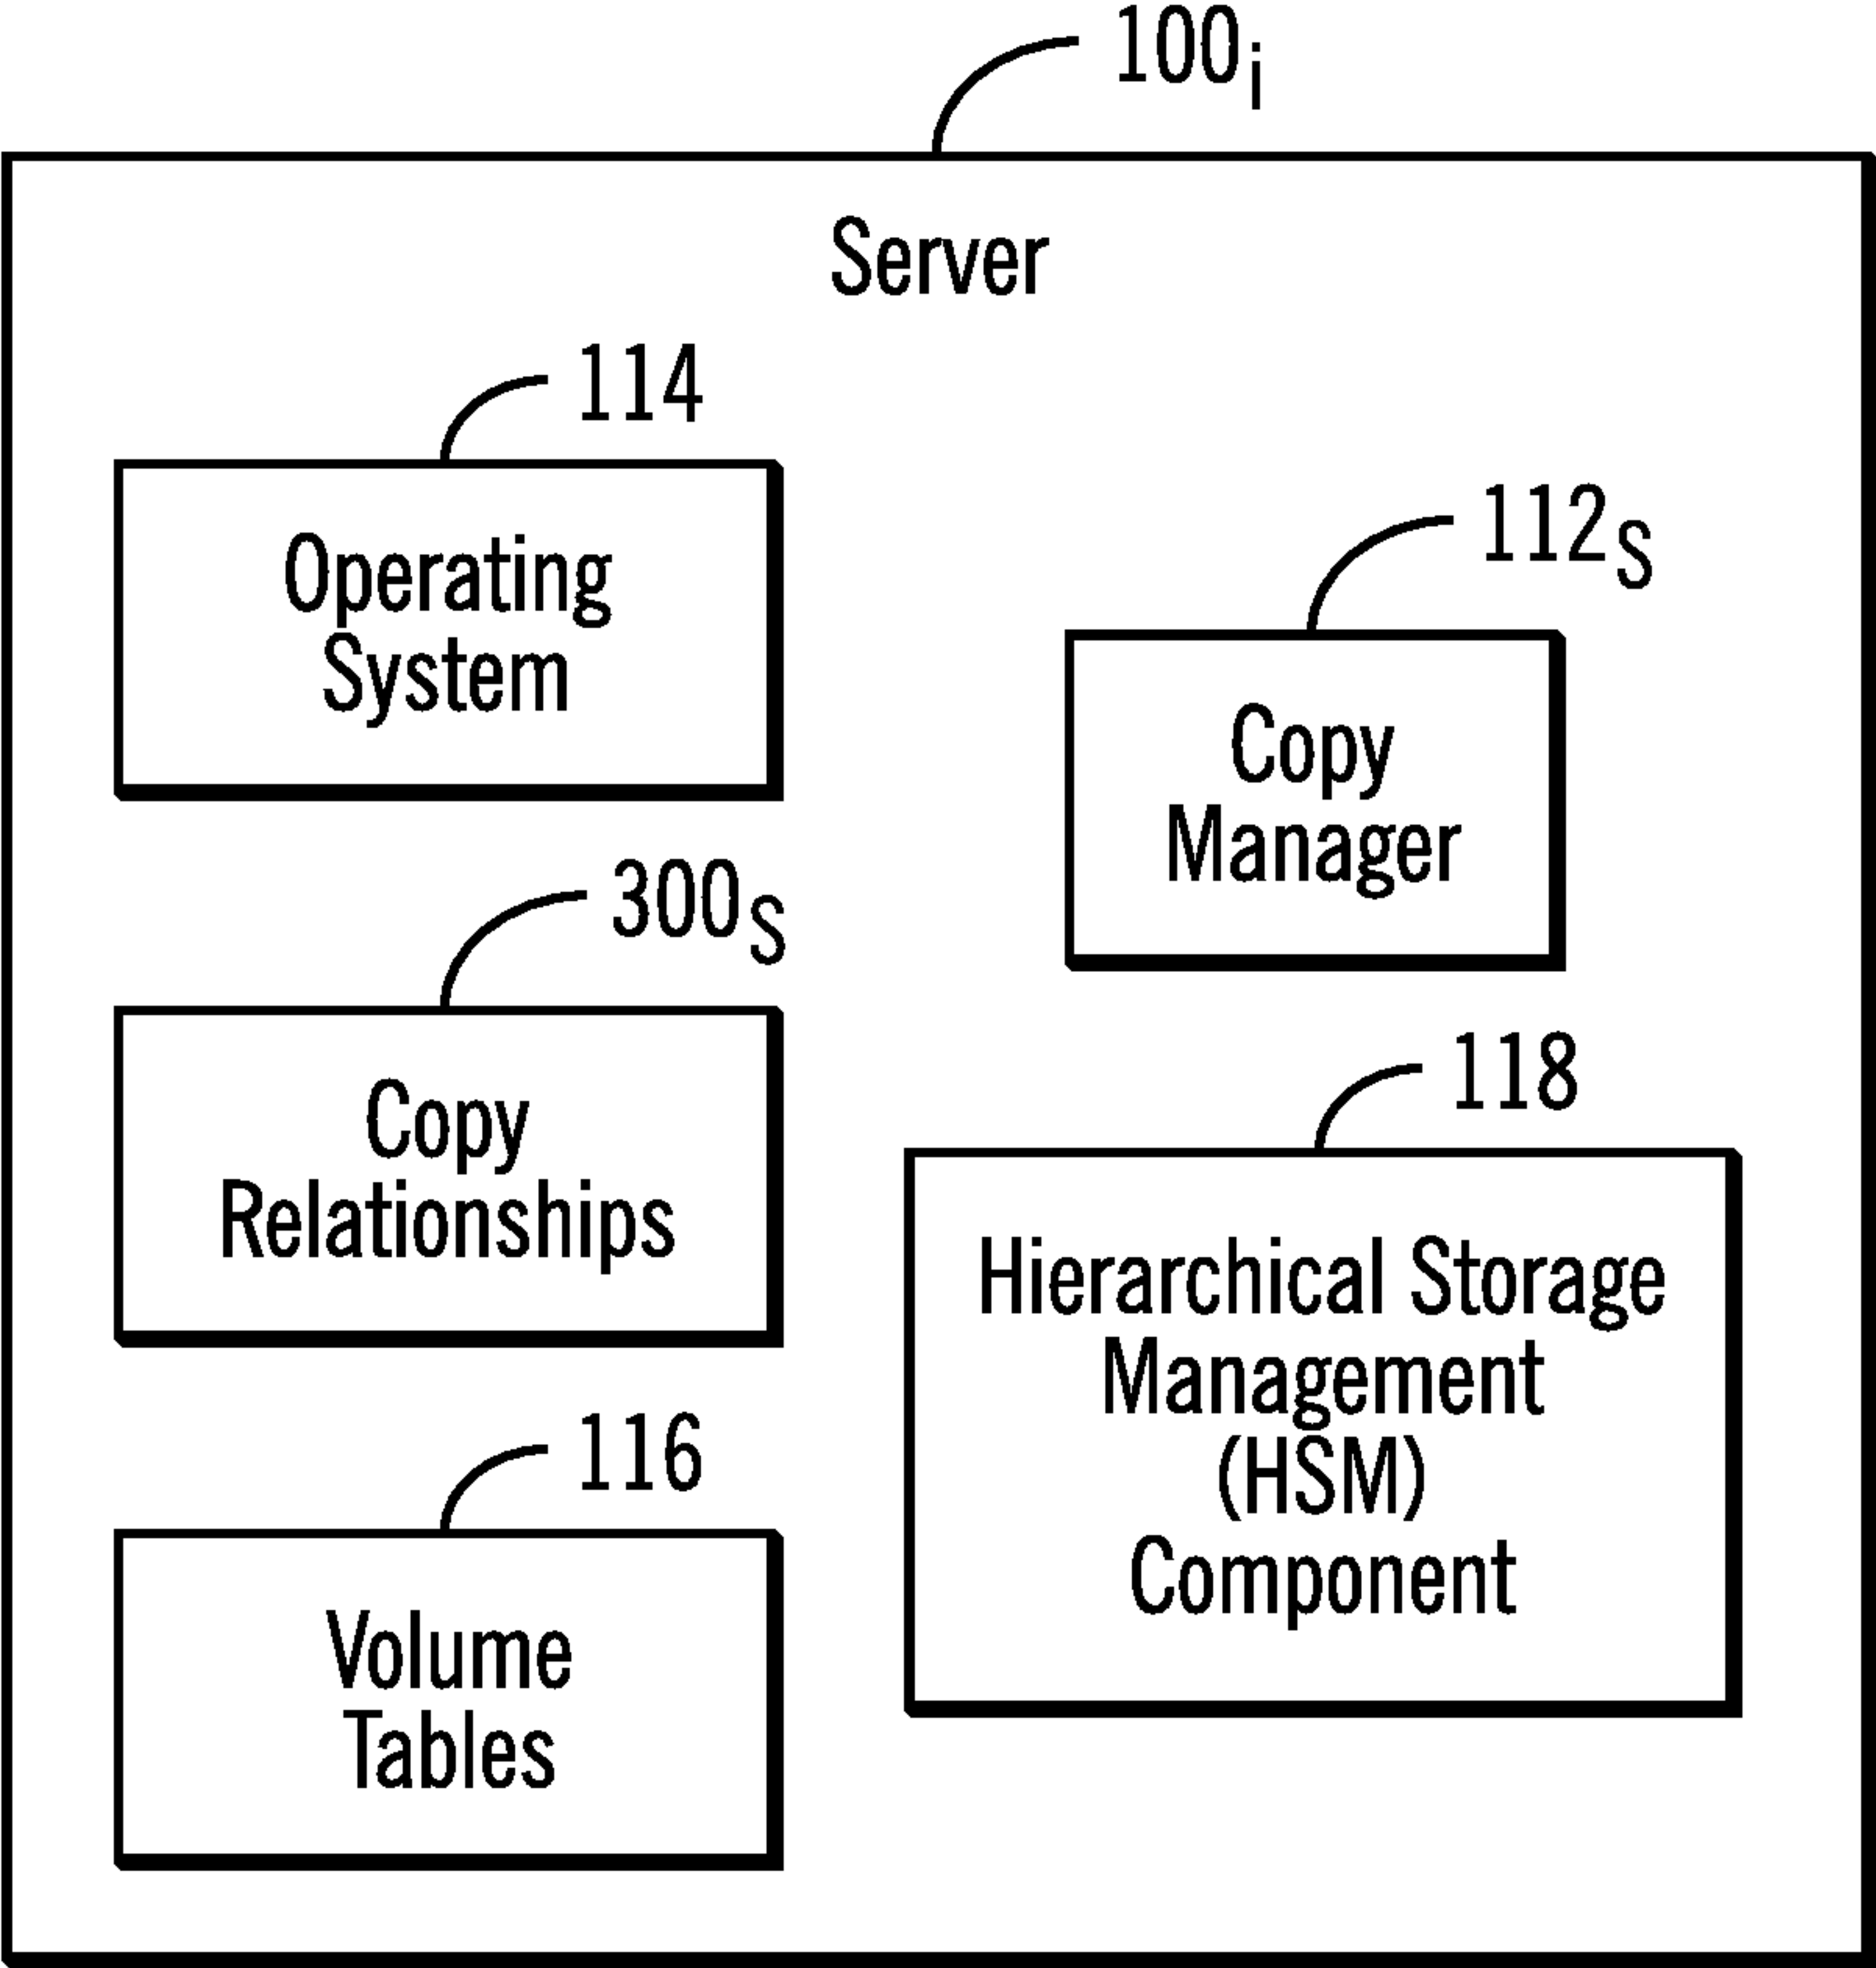 100i
Server
114
Operating
System
112S
Copy
Manager
300S
Copy
Relationships
118
Hierarchical Storage
Management
(HSM)
Component
116
Volume
Tables